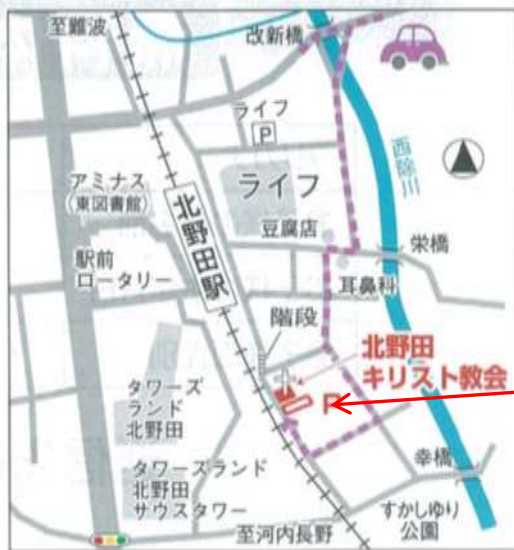 至難波
改新橋
ライフ
P
西除川
ライフ
アミナス
(東図書館)
北野田駅
豆腐店
栄橋
駅前
ロータリー
耳鼻科
階段
北野田
キリスト教会
P
タワーズ
ランド
北野田
幸橋
タワーズランド
北野田
サウスタワー
すかしゆり
公園
至河内長野